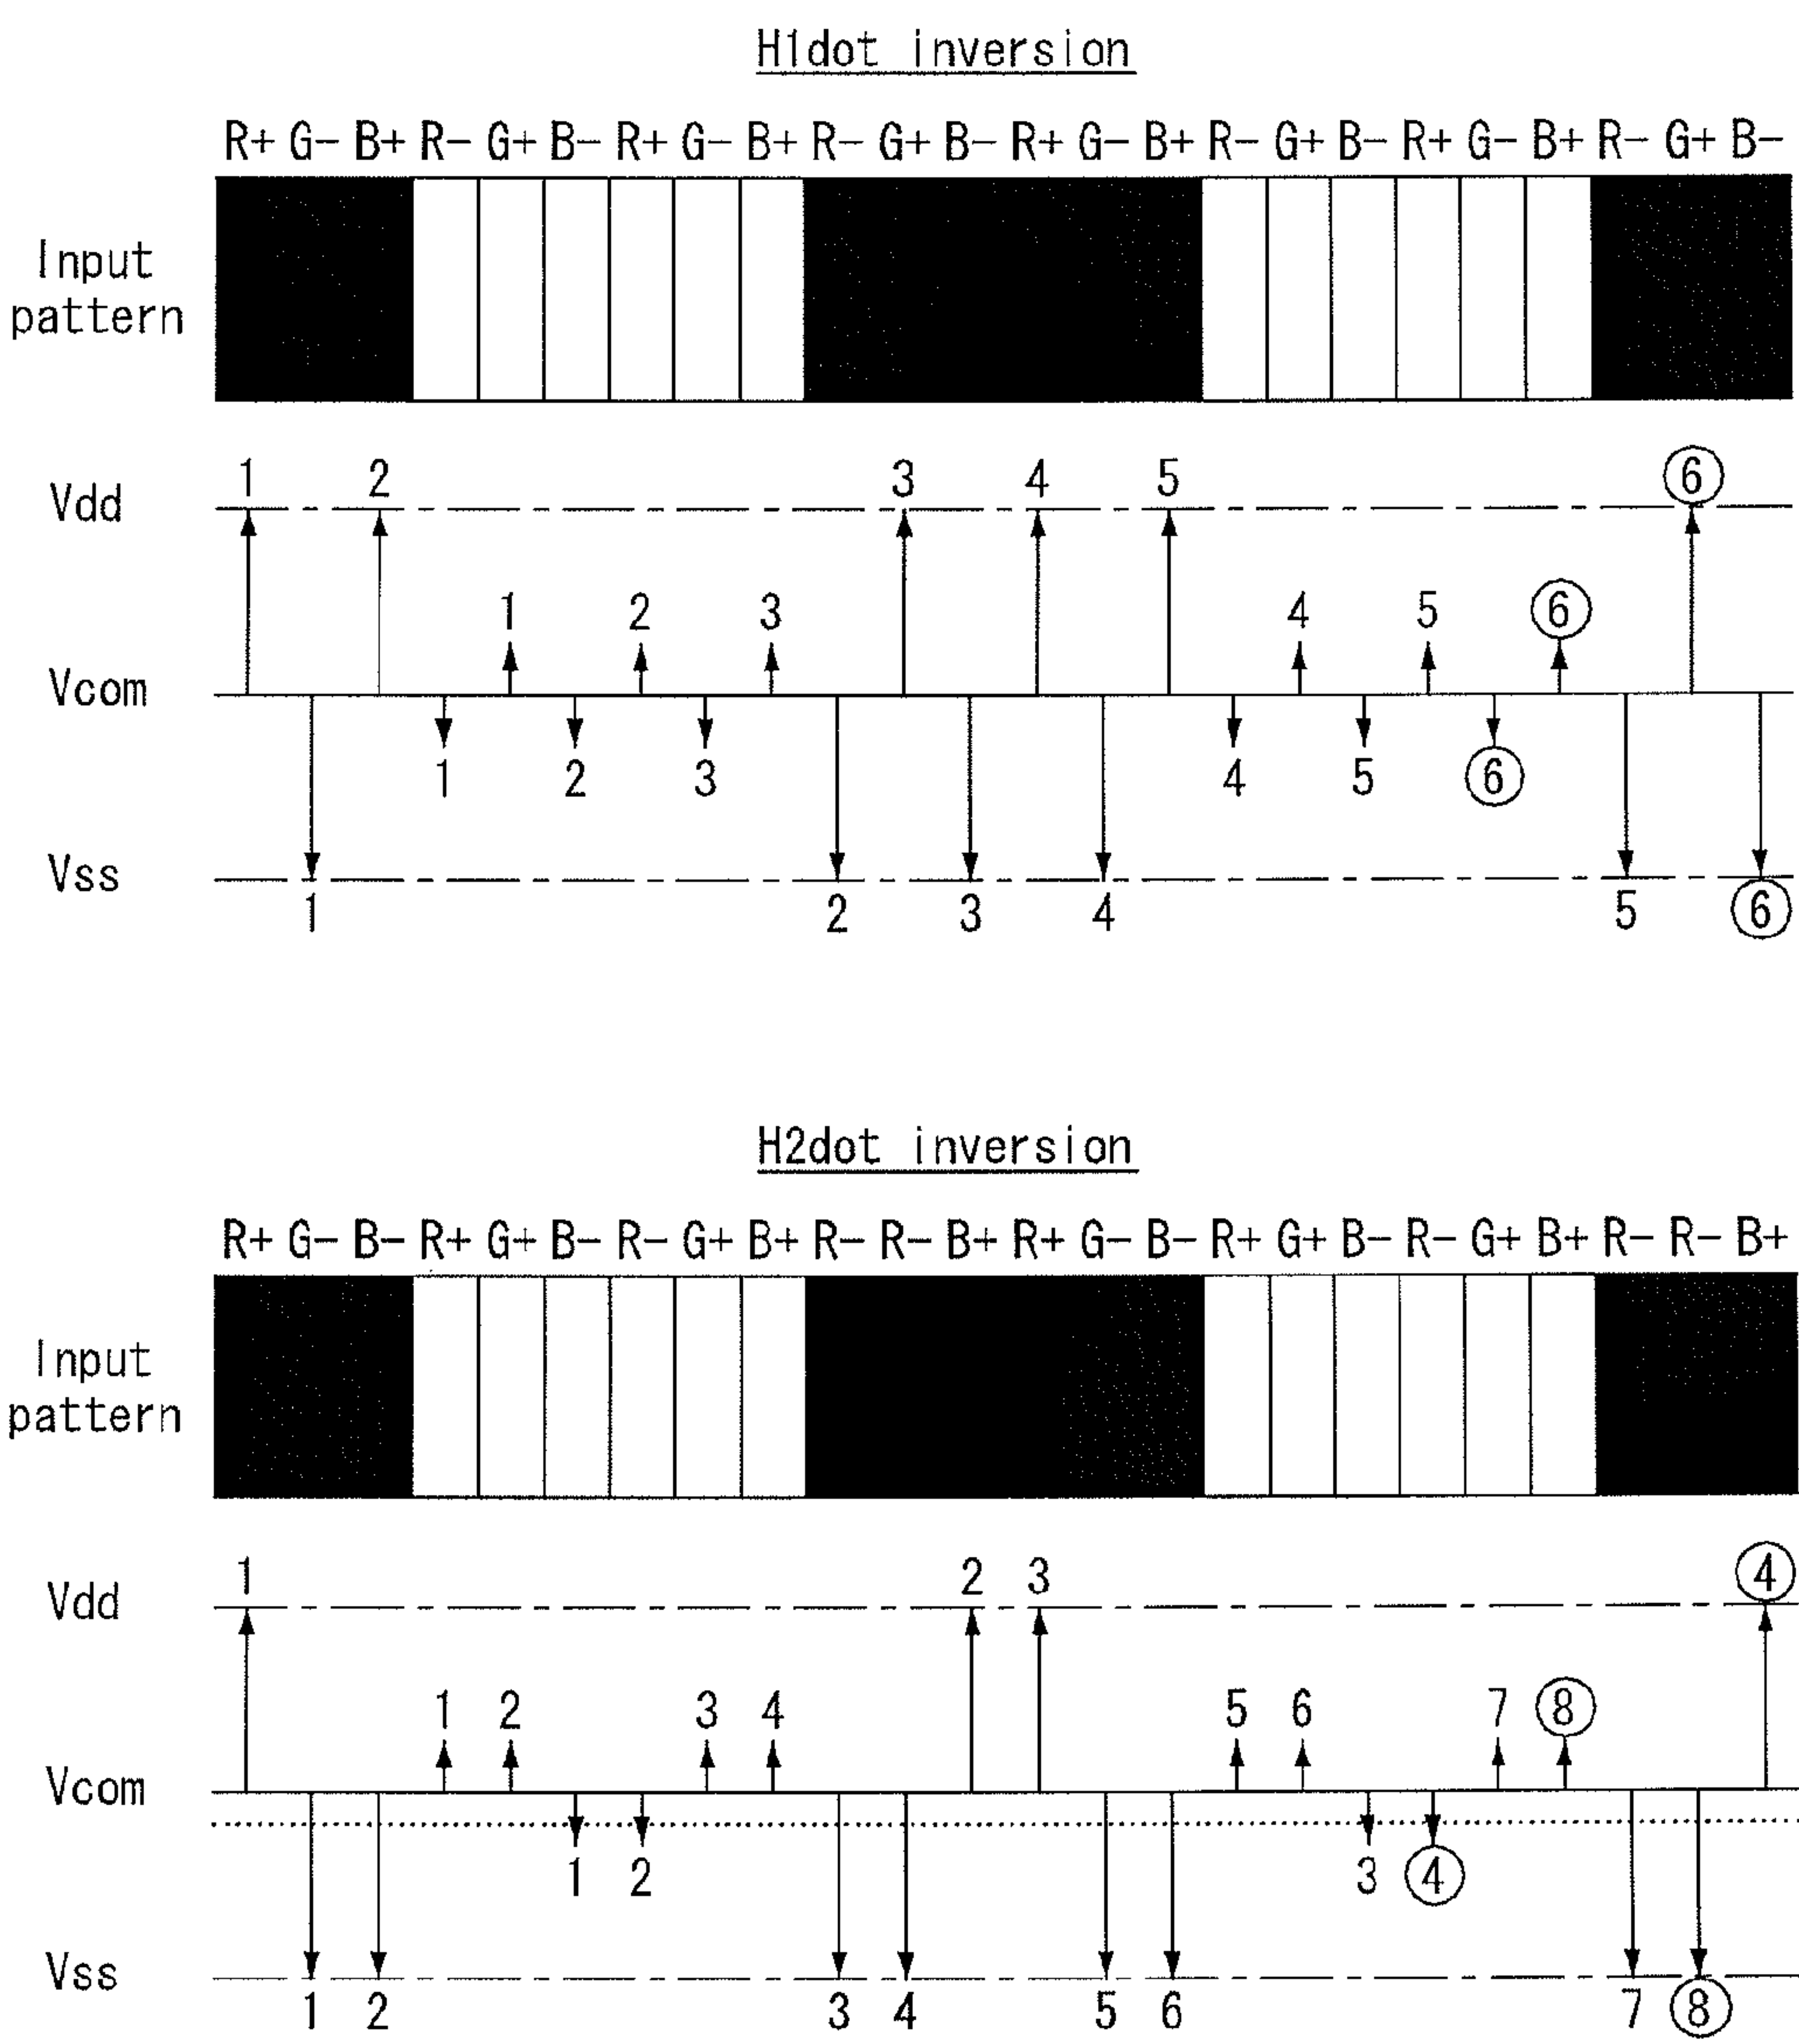 H1dot inversion
R+ G- B+ R- G+ B- R+ G- B+ R- G+ B- R+ G- B+ R- G+ B- R+ G- B+ R- G+ B-
Input
pattern
1 2 3 4 5 6
Vdd
1 2 3 4 5 6
Vcom
1 2 3 4 5 6
Vss
1 2 3 4 5 6
H2dot inversion
R+ G- B- R+ G+ B- R- G+ B+ R- R- B+ R+ G- B- R+ G+ B- R- G+ B+ R- R- B+
Input
pattern
1 2 3 4
Vdd
1 2 3 4 5 6 7 8
Vcom
1 2 3 4
Vss
1 2 3 4 5 6 7 8